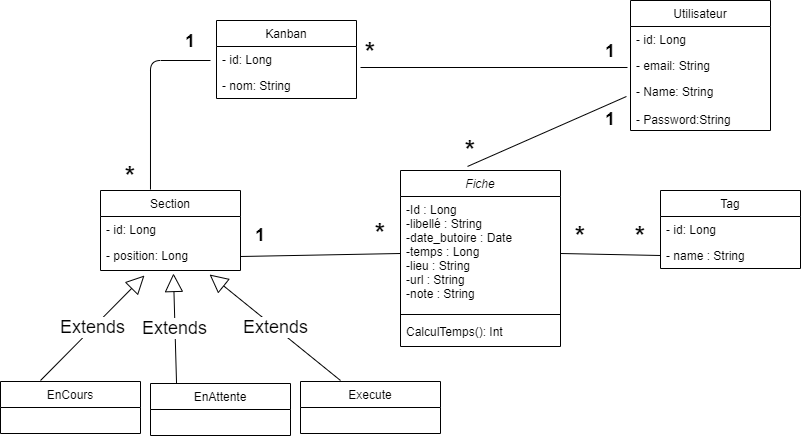 Utilisateur
- id: Long
- email: String
- Name: String
- Password:String
Kanban
- id: Long
- nom: String
1
*
1
1
*
*
Section
- id: Long
- position: Long
1
*
Fiche
-Id : Long
-libellé : String
-date_butoire : Date
-temps : Long
-lieu : String
-url : String
-note : String
CalculTemps(): Int
*
*
Tag
- id: Long
- name : String
Extends
Extends
Extends
EnCours
EnAttente
Execute